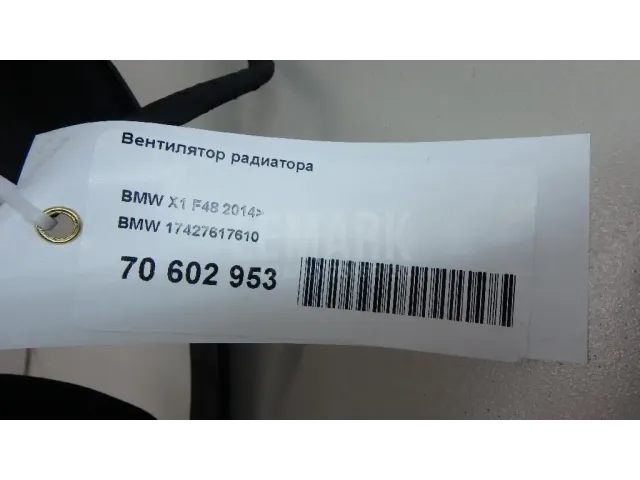 Вентилятор радиатора
BMW X1 F48 2014>
BMW 17427617610
70 602 953